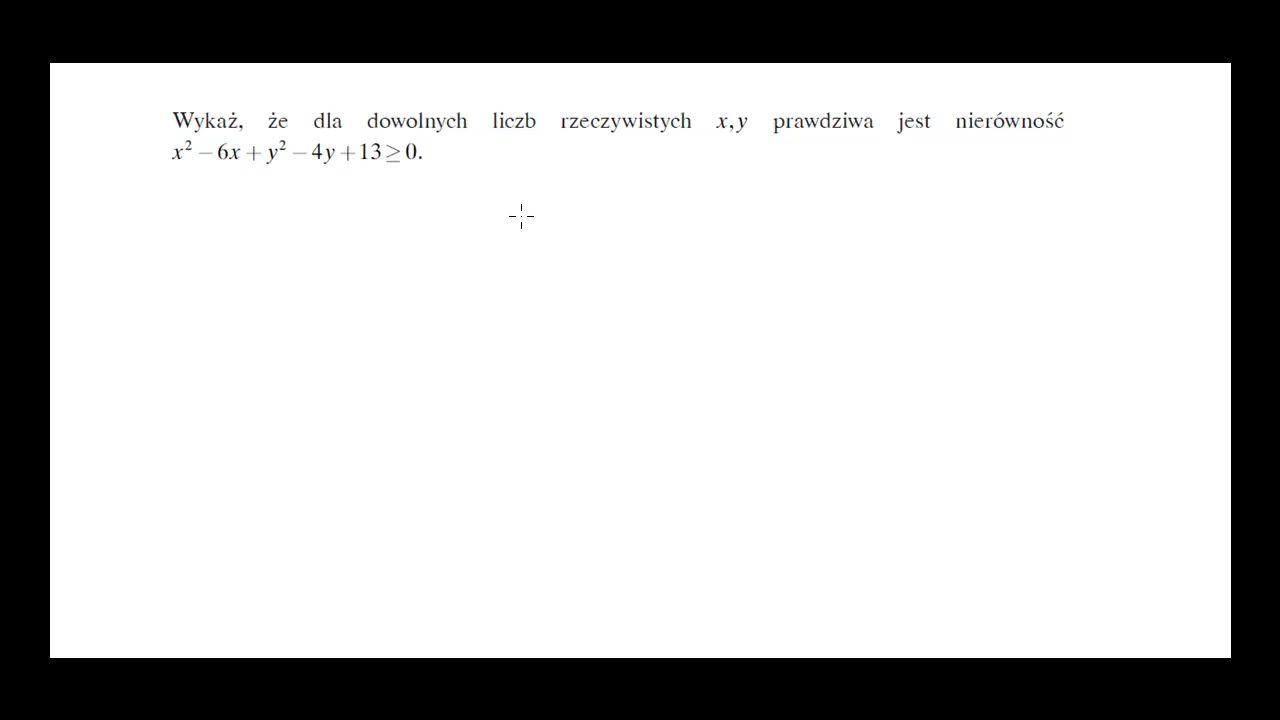 Wykaż, że dla dowolnych liczb rzeczywistych x,y prawdziwa jest nierówność
x² − 6x + y² − 4y + 13 ≥ 0.